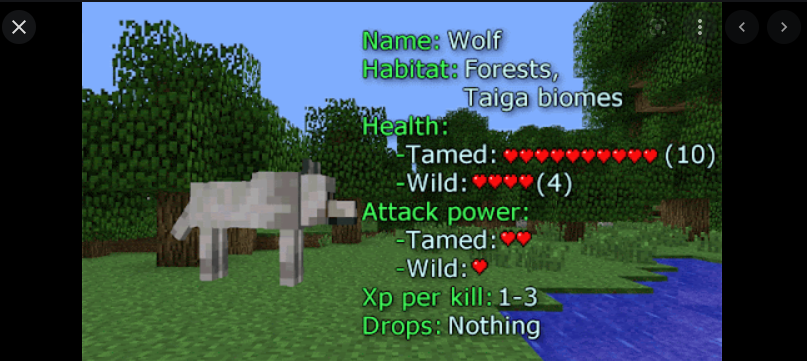 Name: Wolf
Habitat: Forests,
Taiga biomes
Health:
-Tamed: (10)
-Wild: (4)
Attack power:
-Tamed:
-Wild:
Xp per kill: 1-3
Drops: Nothing